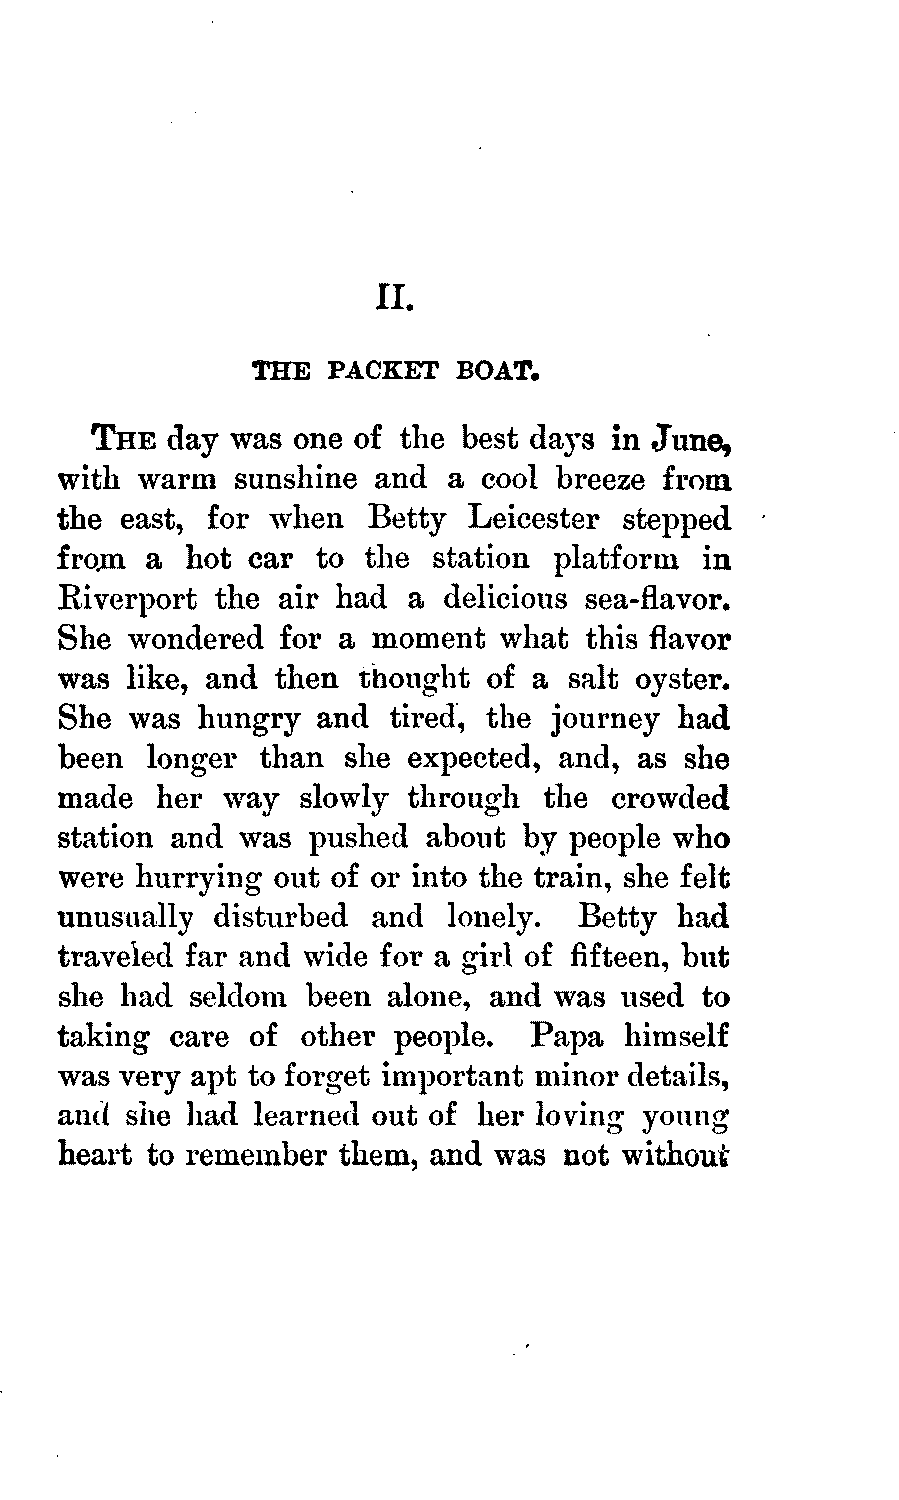 II.
THE PACKET BOAT.
THE day was one of the best days in June,
with warm sunshine and a cool breeze from
the east, for when Betty Leicester stepped
from a hot car to the station platform in
Riverport the air had a delicious sea-flavor.
She wondered for a moment what this flavor
was like, and then thought of a salt oyster.
She was hungry and tired, the journey had
been longer than she expected, and, as she
made her way slowly through the crowded
station and was pushed about by people who
were hurrying out of or into the train, she felt
unusually disturbed and lonely. Betty had
traveled far and wide for a girl of fifteen, but
she had seldom been alone, and was used to
taking care of other people. Papa himself
was very apt to forget important minor details,
and she had learned out of her loving young
heart to remember them, and was not without